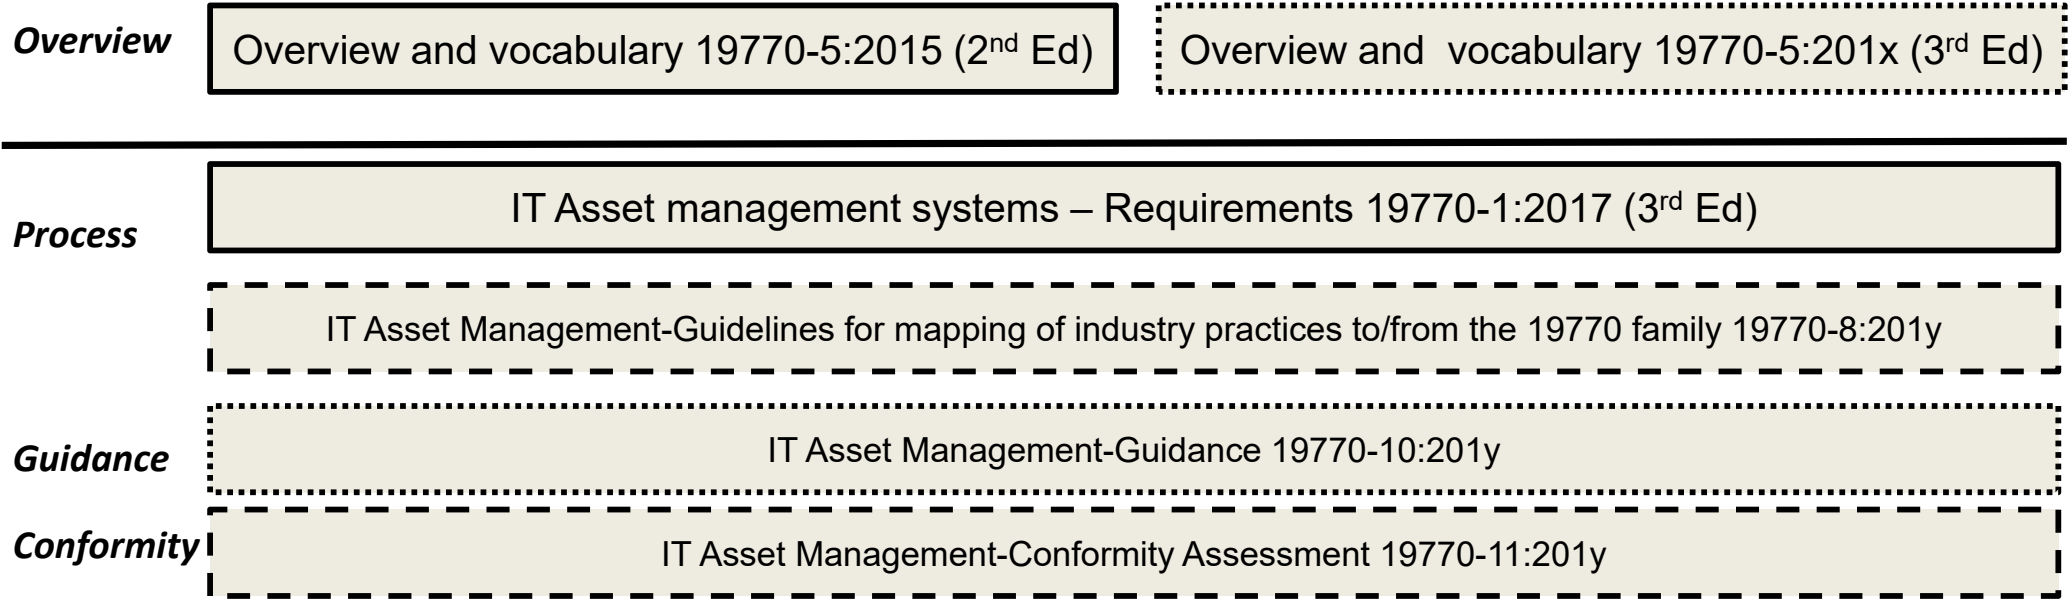 Overview
Overview and vocabulary 19770-5:2015 (2nd Ed)
Overview and vocabulary 19770-5:201x (3rd Ed)
Process
IT Asset management systems – Requirements 19770-1:2017 (3rd Ed)
IT Asset Management-Guidelines for mapping of industry practices to/from the 19770 family 19770-8:201y
Guidance
IT Asset Management-Guidance 19770-10:201y
Conformity
IT Asset Management-Conformity Assessment 19770-11:201y